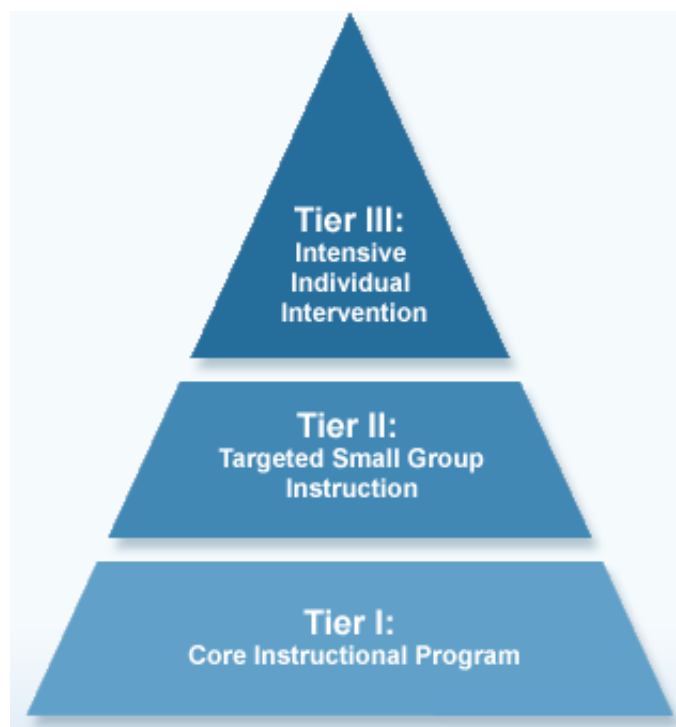 Tier III:
Intensive
Individual
Intervention
Tier II:
Targeted Small Group
Instruction
Tier I:
Core Instructional Program